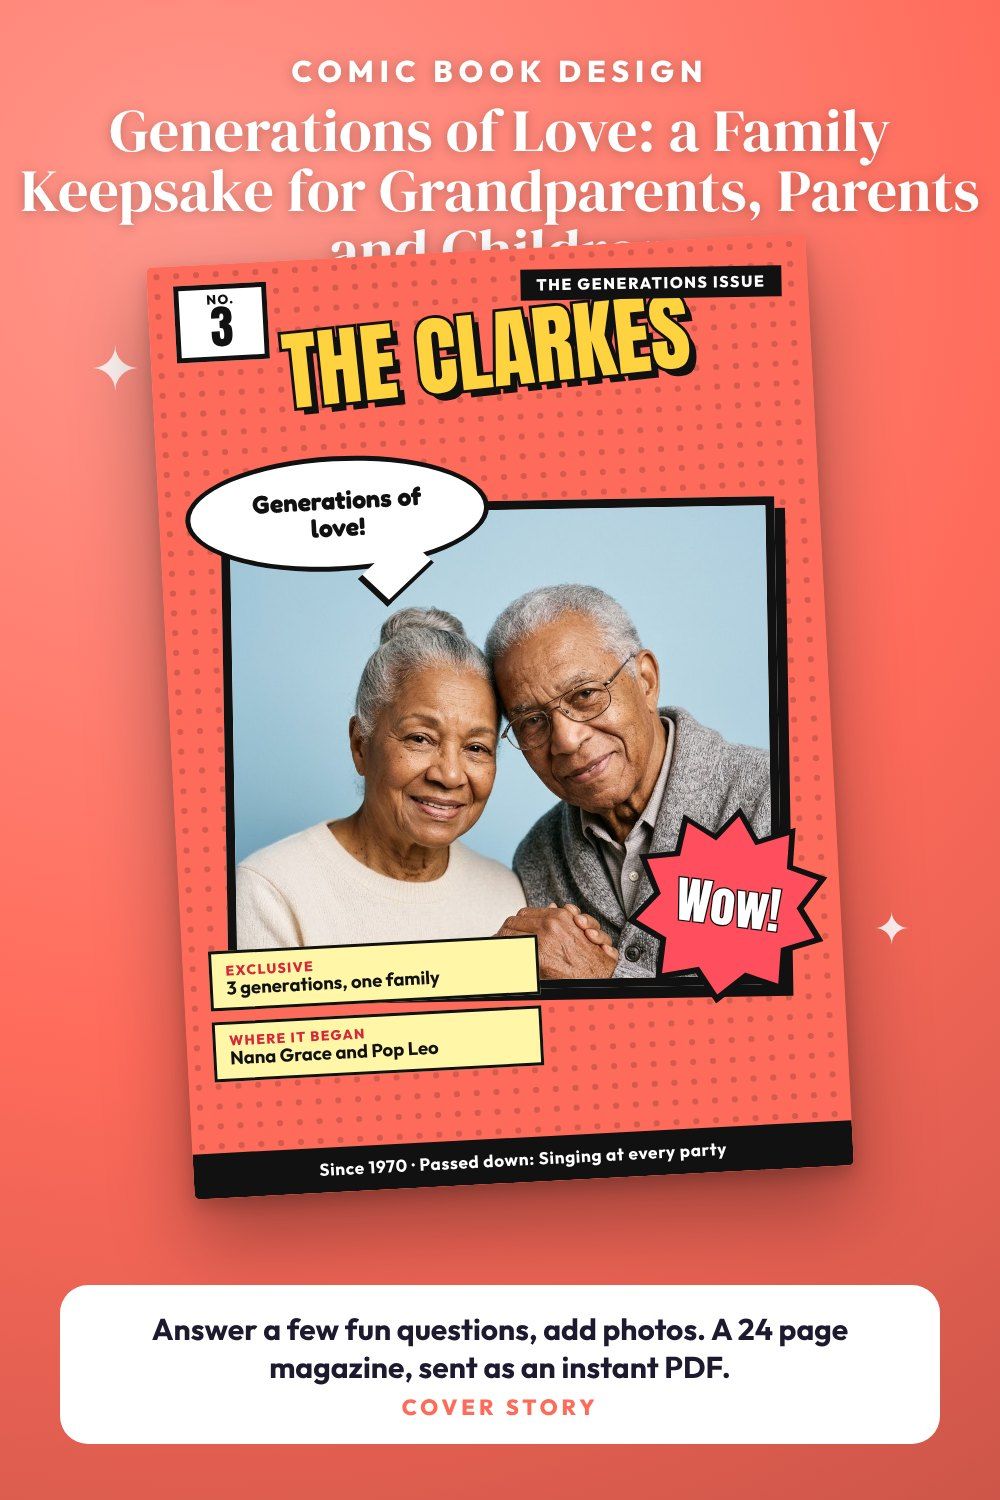 COMIC BOOK DESIGN
Generations of Love: a Family
Keepsake for Grandparents, Parents
and
THE GENERATIONS ISSUE
NO.
3
THE CLARKES
Generations of
love!
Wow!
EXCLUSIVE
3 generations, one family
WHERE IT BEGAN
Nana Grace and Pop Leo
Since 1970 · Passed down: Singing at every party
Answer a few fun questions, add photos. A 24 page
magazine, sent as an instant PDF.
COVER STORY